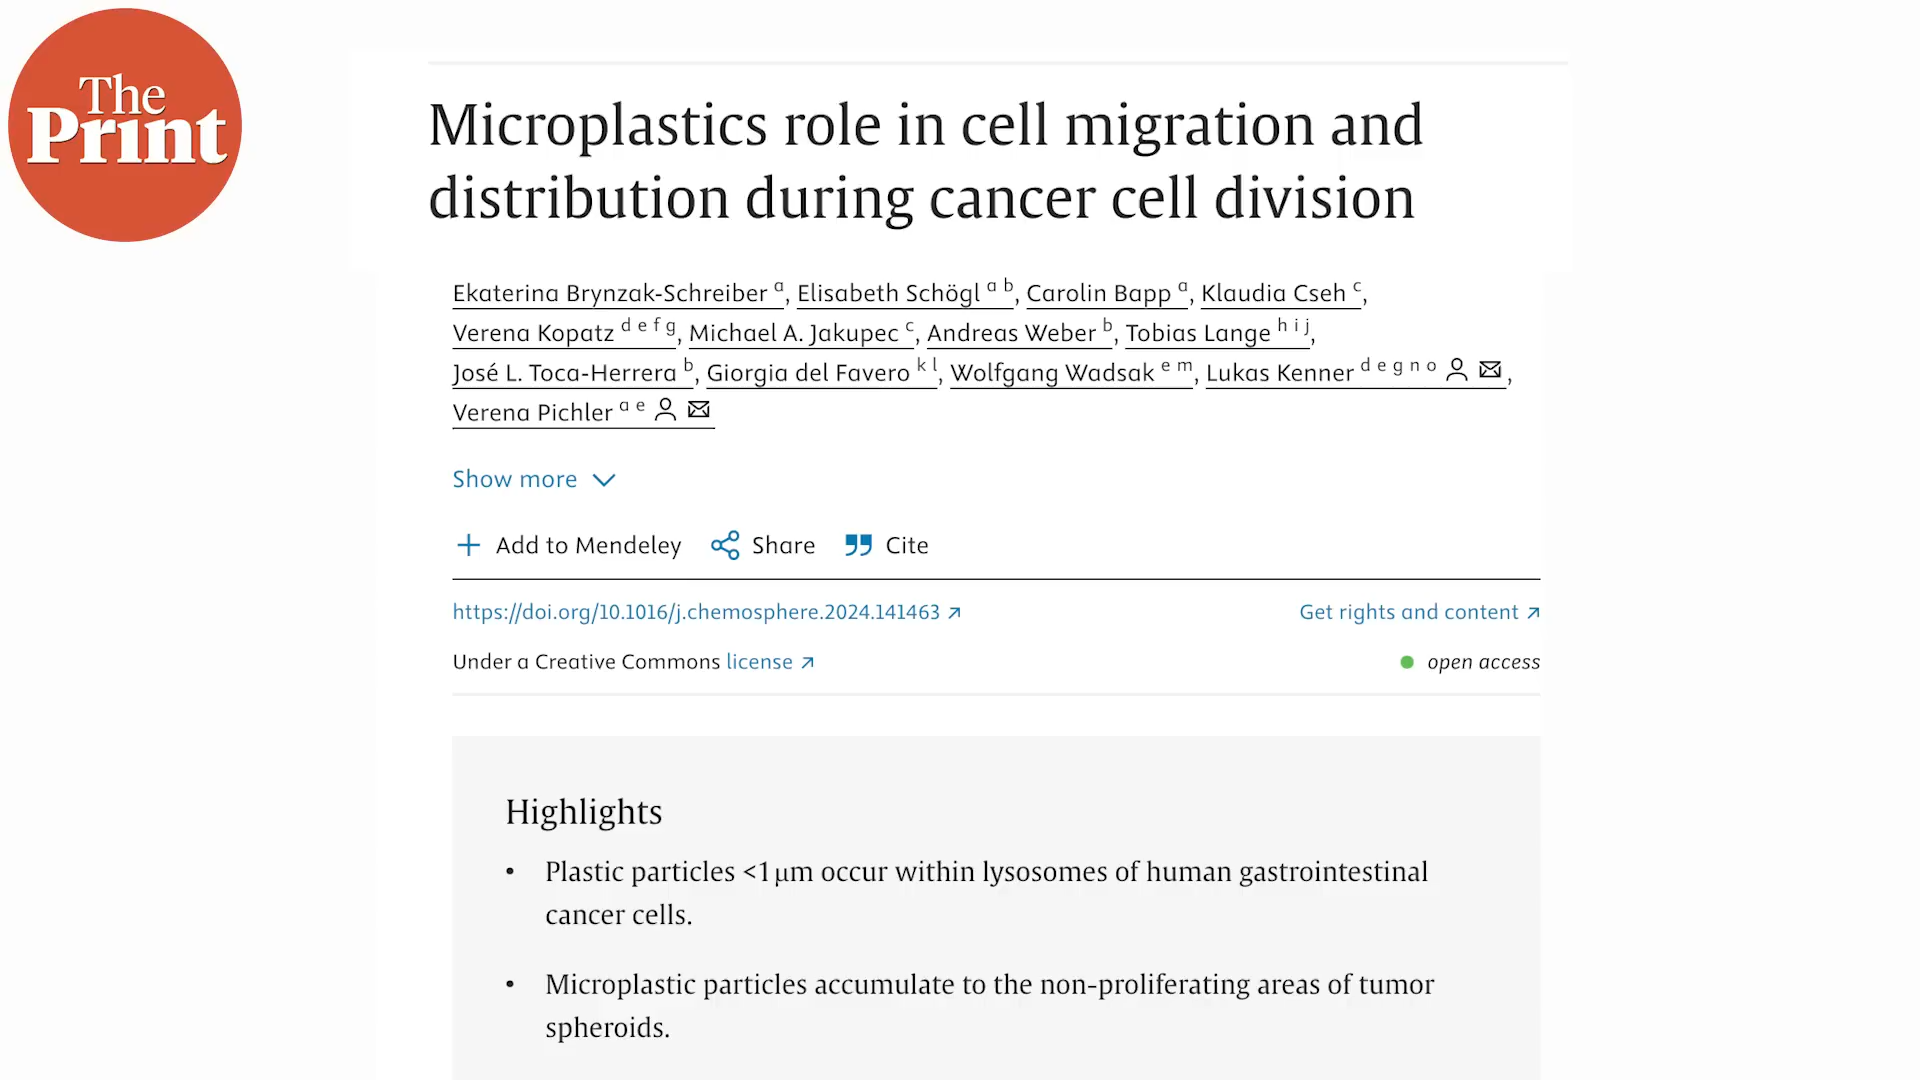 The
Print
Microplastics role in cell migration and
distribution during cancer cell division
Ekaterina Brynzak-Schreiber a, Elisabeth Schögl a b, Carolin Bapp a, Klaudia Cseh c,
Verena Kopatz d e f g, Michael A. Jakupec c, Andreas Weber b, Tobias Lange h i j,
José L. Toca-Herrera b, Giorgia del Favero k l, Wolfgang Wadsak e m, Lukas Kenner d e g n o,
Verena Pichler a e
Show more
Add to Mendeley Share Cite
https://doi.org/10.1016/j.chemosphere.2024.141463 Get rights and content
Under a Creative Commons license open access
Highlights
• Plastic particles <1 μm occur within lysosomes of human gastrointestinal
cancer cells.
• Microplastic particles accumulate to the non-proliferating areas of tumor
spheroids.